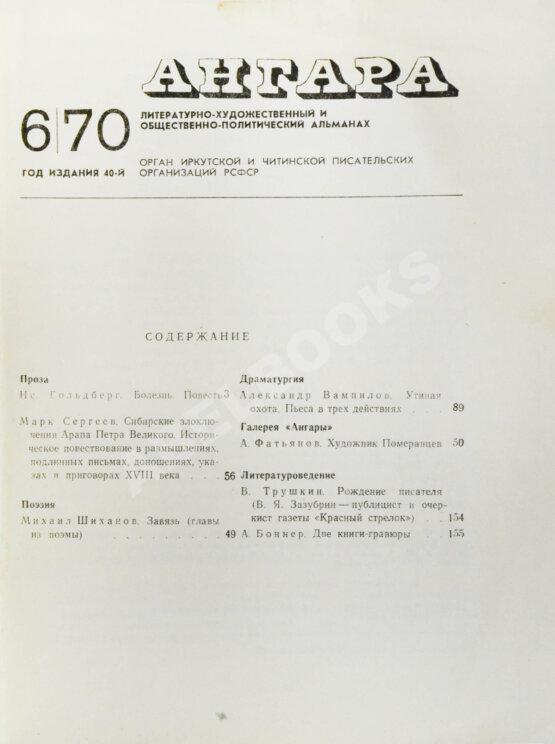 АНГАРА
6|70
ЛИТЕРАТУРНО-ХУДОЖЕСТВЕННЫЙ И
ОБЩЕСТВЕННО-ПОЛИТИЧЕСКИЙ АЛЬМАНАХ
ГОД ИЗДАНИЯ 40-Й
ОРГАН ИРКУТСКОЙ И ЧИТИНСКОЙ ПИСАТЕЛЬСКИХ
ОРГАНИЗАЦИЙ РСФСР
СОДЕРЖАНИЕ
Проза
Ис. Гольдберг. Болезнь. Повесть 3
Марк Сергеев. Сибирские злоклю-
чения Арапа Петра Великого. Истори-
ческое повествование в размышлениях,
подлинных письмах, доношениях, ука-
зах и приговорах XVIII века . . . 56
Поэзия
Михаил Шиханов. Завязь (главы
из поэмы) . . . . . . . . . 49
Драматургия
Александр Вампилов. Утиная
охота. Пьеса в трех действиях . . . 89
Галерея «Ангары»
А. Фатьянов. Художник Померанцев 50
Литературоведение
В. Трушкин. Рождение писателя
(В. Я. Зазубрин — публицист и очер-
кист газеты «Красный стрелок») . . 154
А. Боннер. Две книги-гравюры . . 155